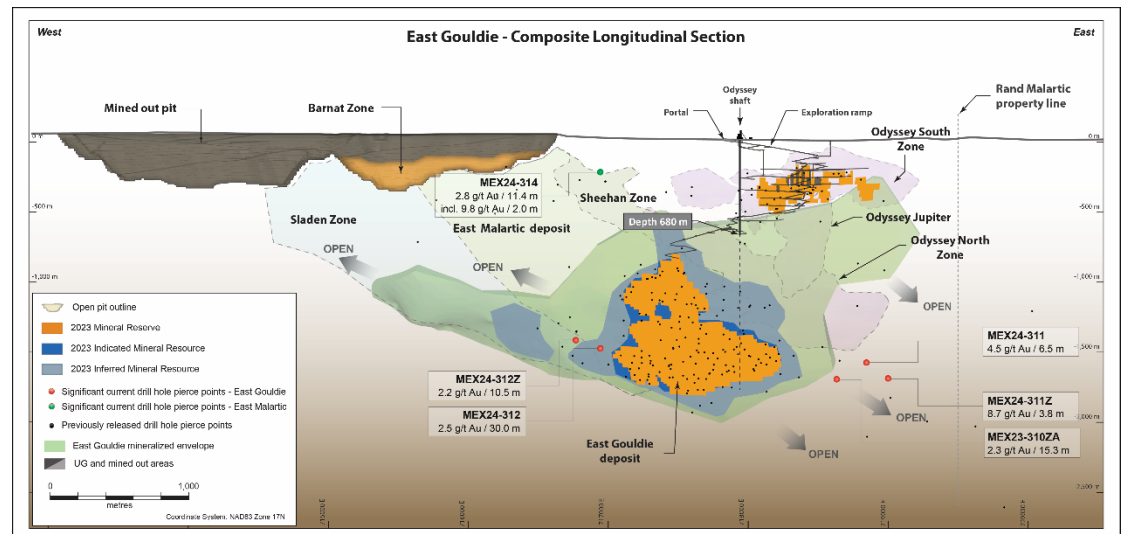 West
East Gouldie - Composite Longitudinal Section
East
Mined out pit
Barnat Zone
Odyssey
shaft
Portal
Exploration ramp
Rand Malartic
property line
Odyssey South
Zone
0 m
0 m
MEX24-314
2.8 g/t Au / 11.4 m
incl. 9.8 g/t Au / 2.0 m
Sheehan Zone
Sladen Zone
East Malartic deposit
Depth 680 m
Odyssey Jupiter
Odyssey North
Zone
-500 m
-500 m
OPEN
OPEN
OPEN
-1,000 m
-1,000 m
Open pit outline
2023 Mineral Reserve
2023 Indicated Mineral Resource
2023 Inferred Mineral Resource
Significant current drill hole pierce points - East Gouldie
Significant current drill hole pierce points - East Malartic
Previously released drill hole pierce points
East Gouldie mineralized envelope
UG and mined out areas
0 1,000
metres
Coordinate System: NAD83 Zone 17N
MEX24-312Z
2.2 g/t Au / 10.5 m
MEX24-312
2.5 g/t Au / 30.0 m
East Gouldie
deposit
MEX24-311
4.5 g/t Au / 6.5 m
MEX24-311Z
8.7 g/t Au / 3.8 m
MEX23-310ZA
2.3 g/t Au / 15.3 m
OPEN
OPEN